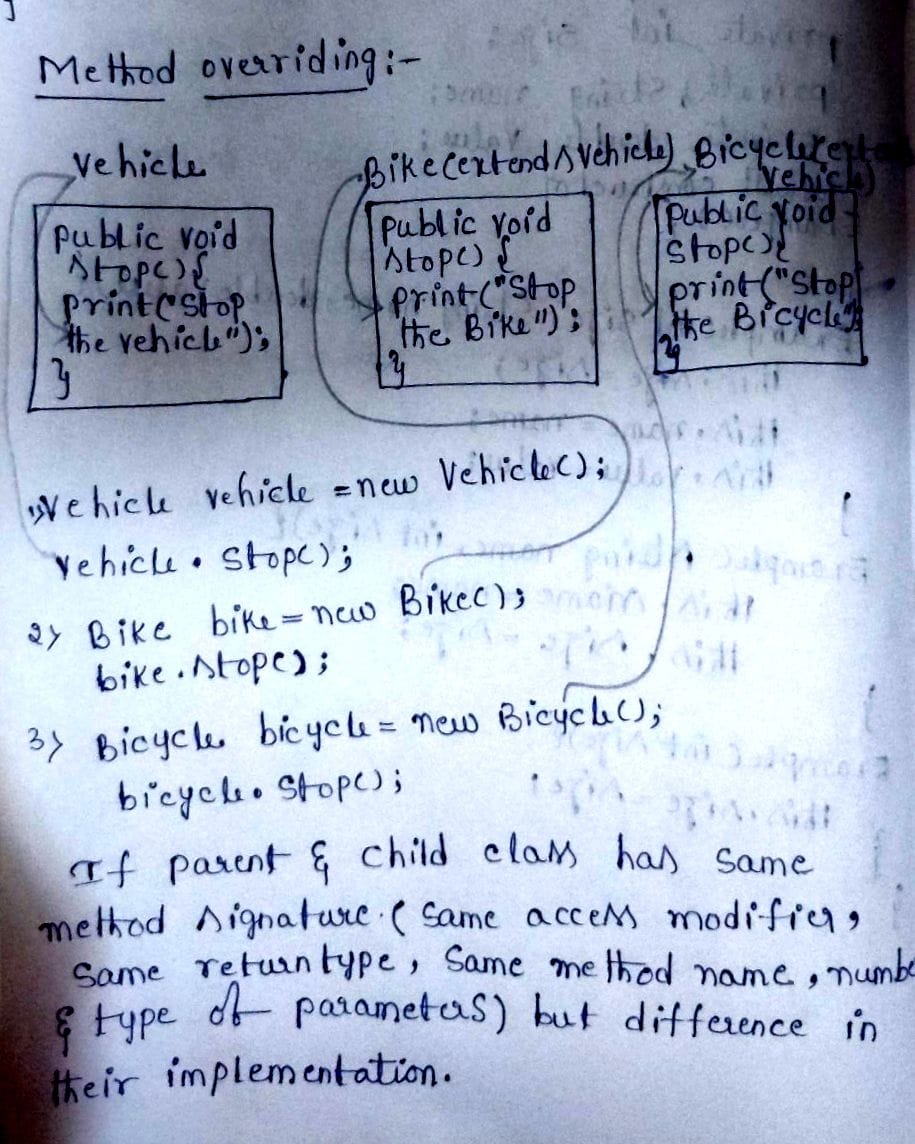 Method overriding:-
vehicle
public void
stop(){
print("stop
the vehicle");
}
Bike(extends vehicle)
public void
stop() {
print("Stop
the Bike");
}
Bicycle(
Vehicle)
public void
stop(){
print("Stop
the Bicycle")
}
1) Vehicle vehicle = new Vehicle();
vehicle. stop();
2) Bike bike = new Bike();
bike.stop();
3) Bicycle bicycle = new Bicycle();
bicycle. stop();
If parent & child class has same
method signature (same access modifier,
Same return type, Same method name,
& type of parameters) but difference in
their implementation.